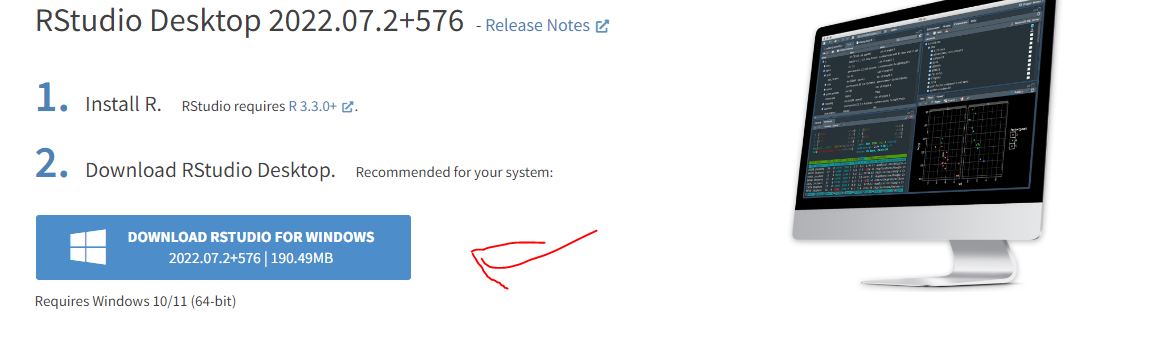 RStudio Desktop 2022.07.2+576 - Release Notes
1. Install R. RStudio requires R 3.3.0+.
2. Download RStudio Desktop. Recommended for your system:
DOWNLOAD RSTUDIO FOR WINDOWS
2022.07.2+576 | 190.49MB
Requires Windows 10/11 (64-bit)